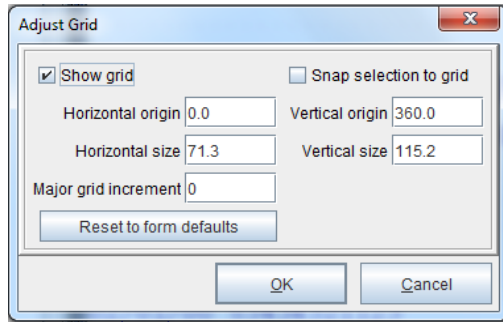 Adjust Grid
Show grid Snap selection to grid
Horizontal origin 0.0 Vertical origin 360.0
Horizontal size 71.3 Vertical size 115.2
Major grid increment 0
Reset to form defaults
OK Cancel